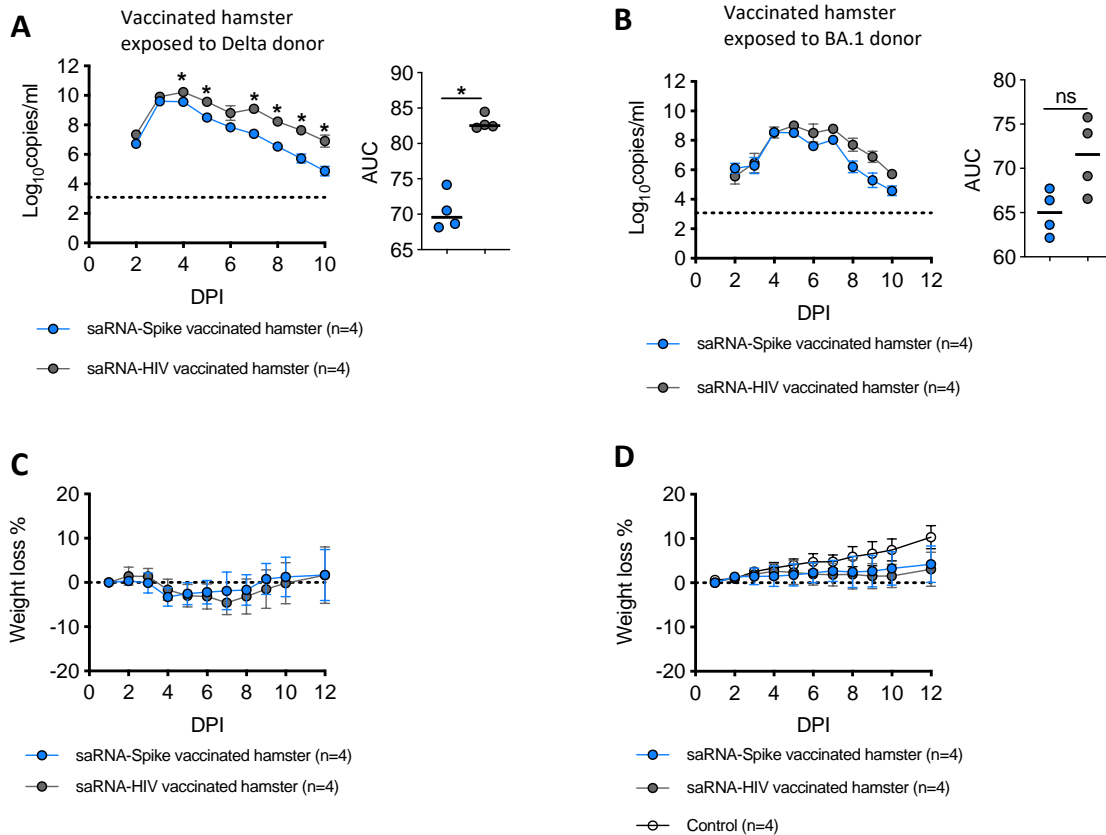 A
Vaccinated hamster
exposed to Delta donor
Log10copies/ml
12
10
8
6
4
2
0
* * * * * *
0 2 4 6 8 10
DPI
AUC
90
85
80
75
70
65
*
saRNA-Spike vaccinated hamster (n=4)
saRNA-HIV vaccinated hamster (n=4)
B
Vaccinated hamster
exposed to BA.1 donor
Log10copies/ml
12
10
8
6
4
2
0
0 2 4 6 8 10 12
DPI
AUC
80
75
70
65
60
ns
saRNA-Spike vaccinated hamster (n=4)
saRNA-HIV vaccinated hamster (n=4)
C
Weight loss %
20
10
0
-10
-20
0 2 4 6 8 10 12
DPI
saRNA-Spike vaccinated hamster (n=4)
saRNA-HIV vaccinated hamster (n=4)
D
Weight loss %
20
10
0
-10
-20
0 2 4 6 8 10 12
DPI
saRNA-Spike vaccinated hamster (n=4)
saRNA-HIV vaccinated hamster (n=4)
Control (n=4)